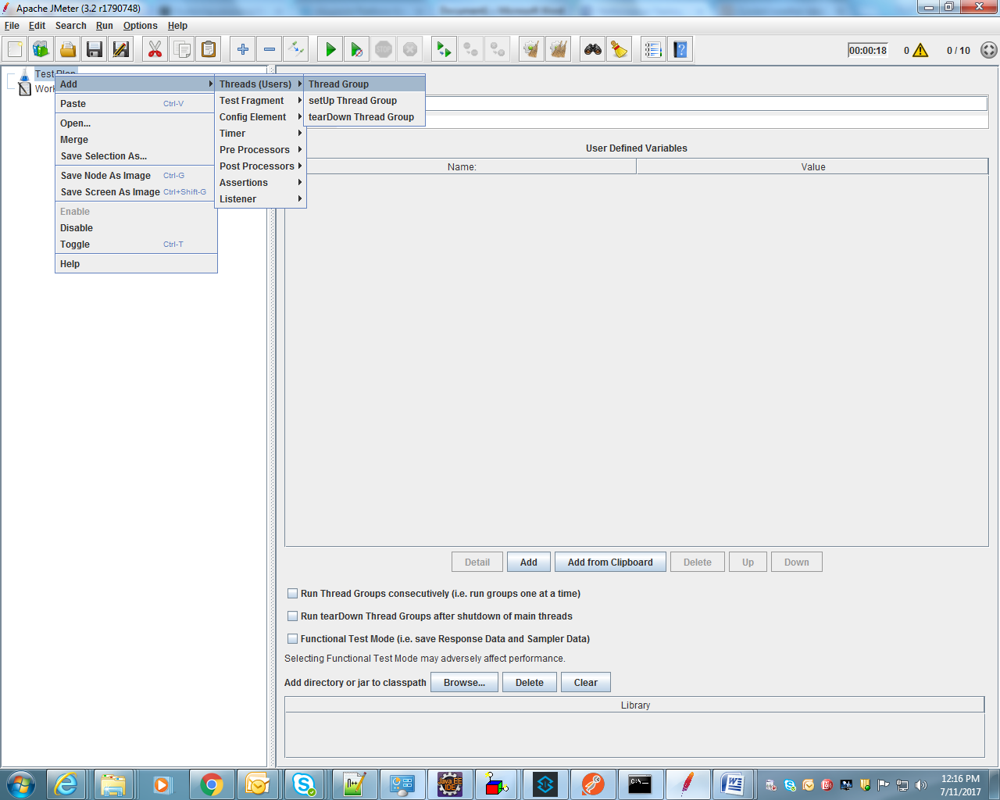 Apache JMeter (3.2 r1790748)
File Edit Search Run Options Help
00:00:18 0 0 / 10
Test Plan
Work
Add
Paste Ctrl-V
Open...
Merge
Save Selection As...
Save Node As Image Ctrl-G
Save Screen As Image Ctrl+Shift-G
Enable
Disable
Toggle Ctrl-T
Help
Threads (Users)
Test Fragment
Config Element
Timer
Pre Processors
Post Processors
Assertions
Listener
Thread Group
setUp Thread Group
tearDown Thread Group
User Defined Variables
Name: Value
Detail Add Add from Clipboard Delete Up Down
Run Thread Groups consecutively (i.e. run groups one at a time)
Run tearDown Thread Groups after shutdown of main threads
Functional Test Mode (i.e. save Response Data and Sampler Data)
Selecting Functional Test Mode may adversely affect performance.
Add directory or jar to classpath Browse... Delete Clear
Library
Java EE
IDE
12:16 PM
7/11/2017